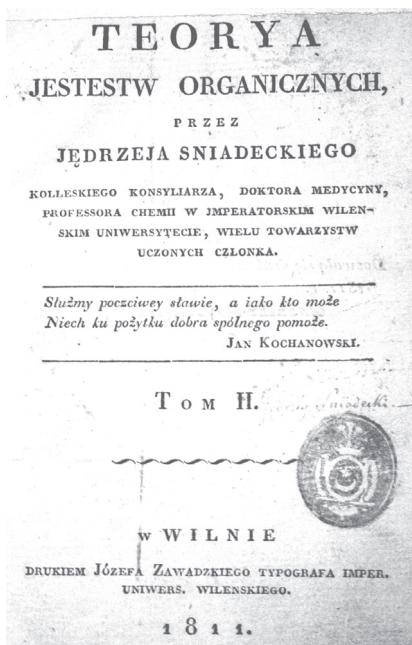 TEORYA
JESTESTW ORGANICZNYCH,
PRZEZ
JĘDRZEJA SNIADECKIEGO
KOLLESKIEGO KONSYLIARZA, DOKTORA MEDYCYNY,
PROFESSORA CHEMII W JMPERATORSKIM WILEN-
SKIM UNIWERSYTECIE, WIELU TOWARZYSTW
UCZONYCH CZLONKA.
Służmy poczciwey sławie, a iako kto może
Niech ku pożytku dobra spólnego pomoże.
JAN KOCHANOWSKI.
TOM II.
Sniadecki
w WILNIE
DRUKIEM JÓZEFA ZAWADZKIEGO TYPOGRAFA IMPER.
UNIWERS. WILENSKIEGO.
1811.